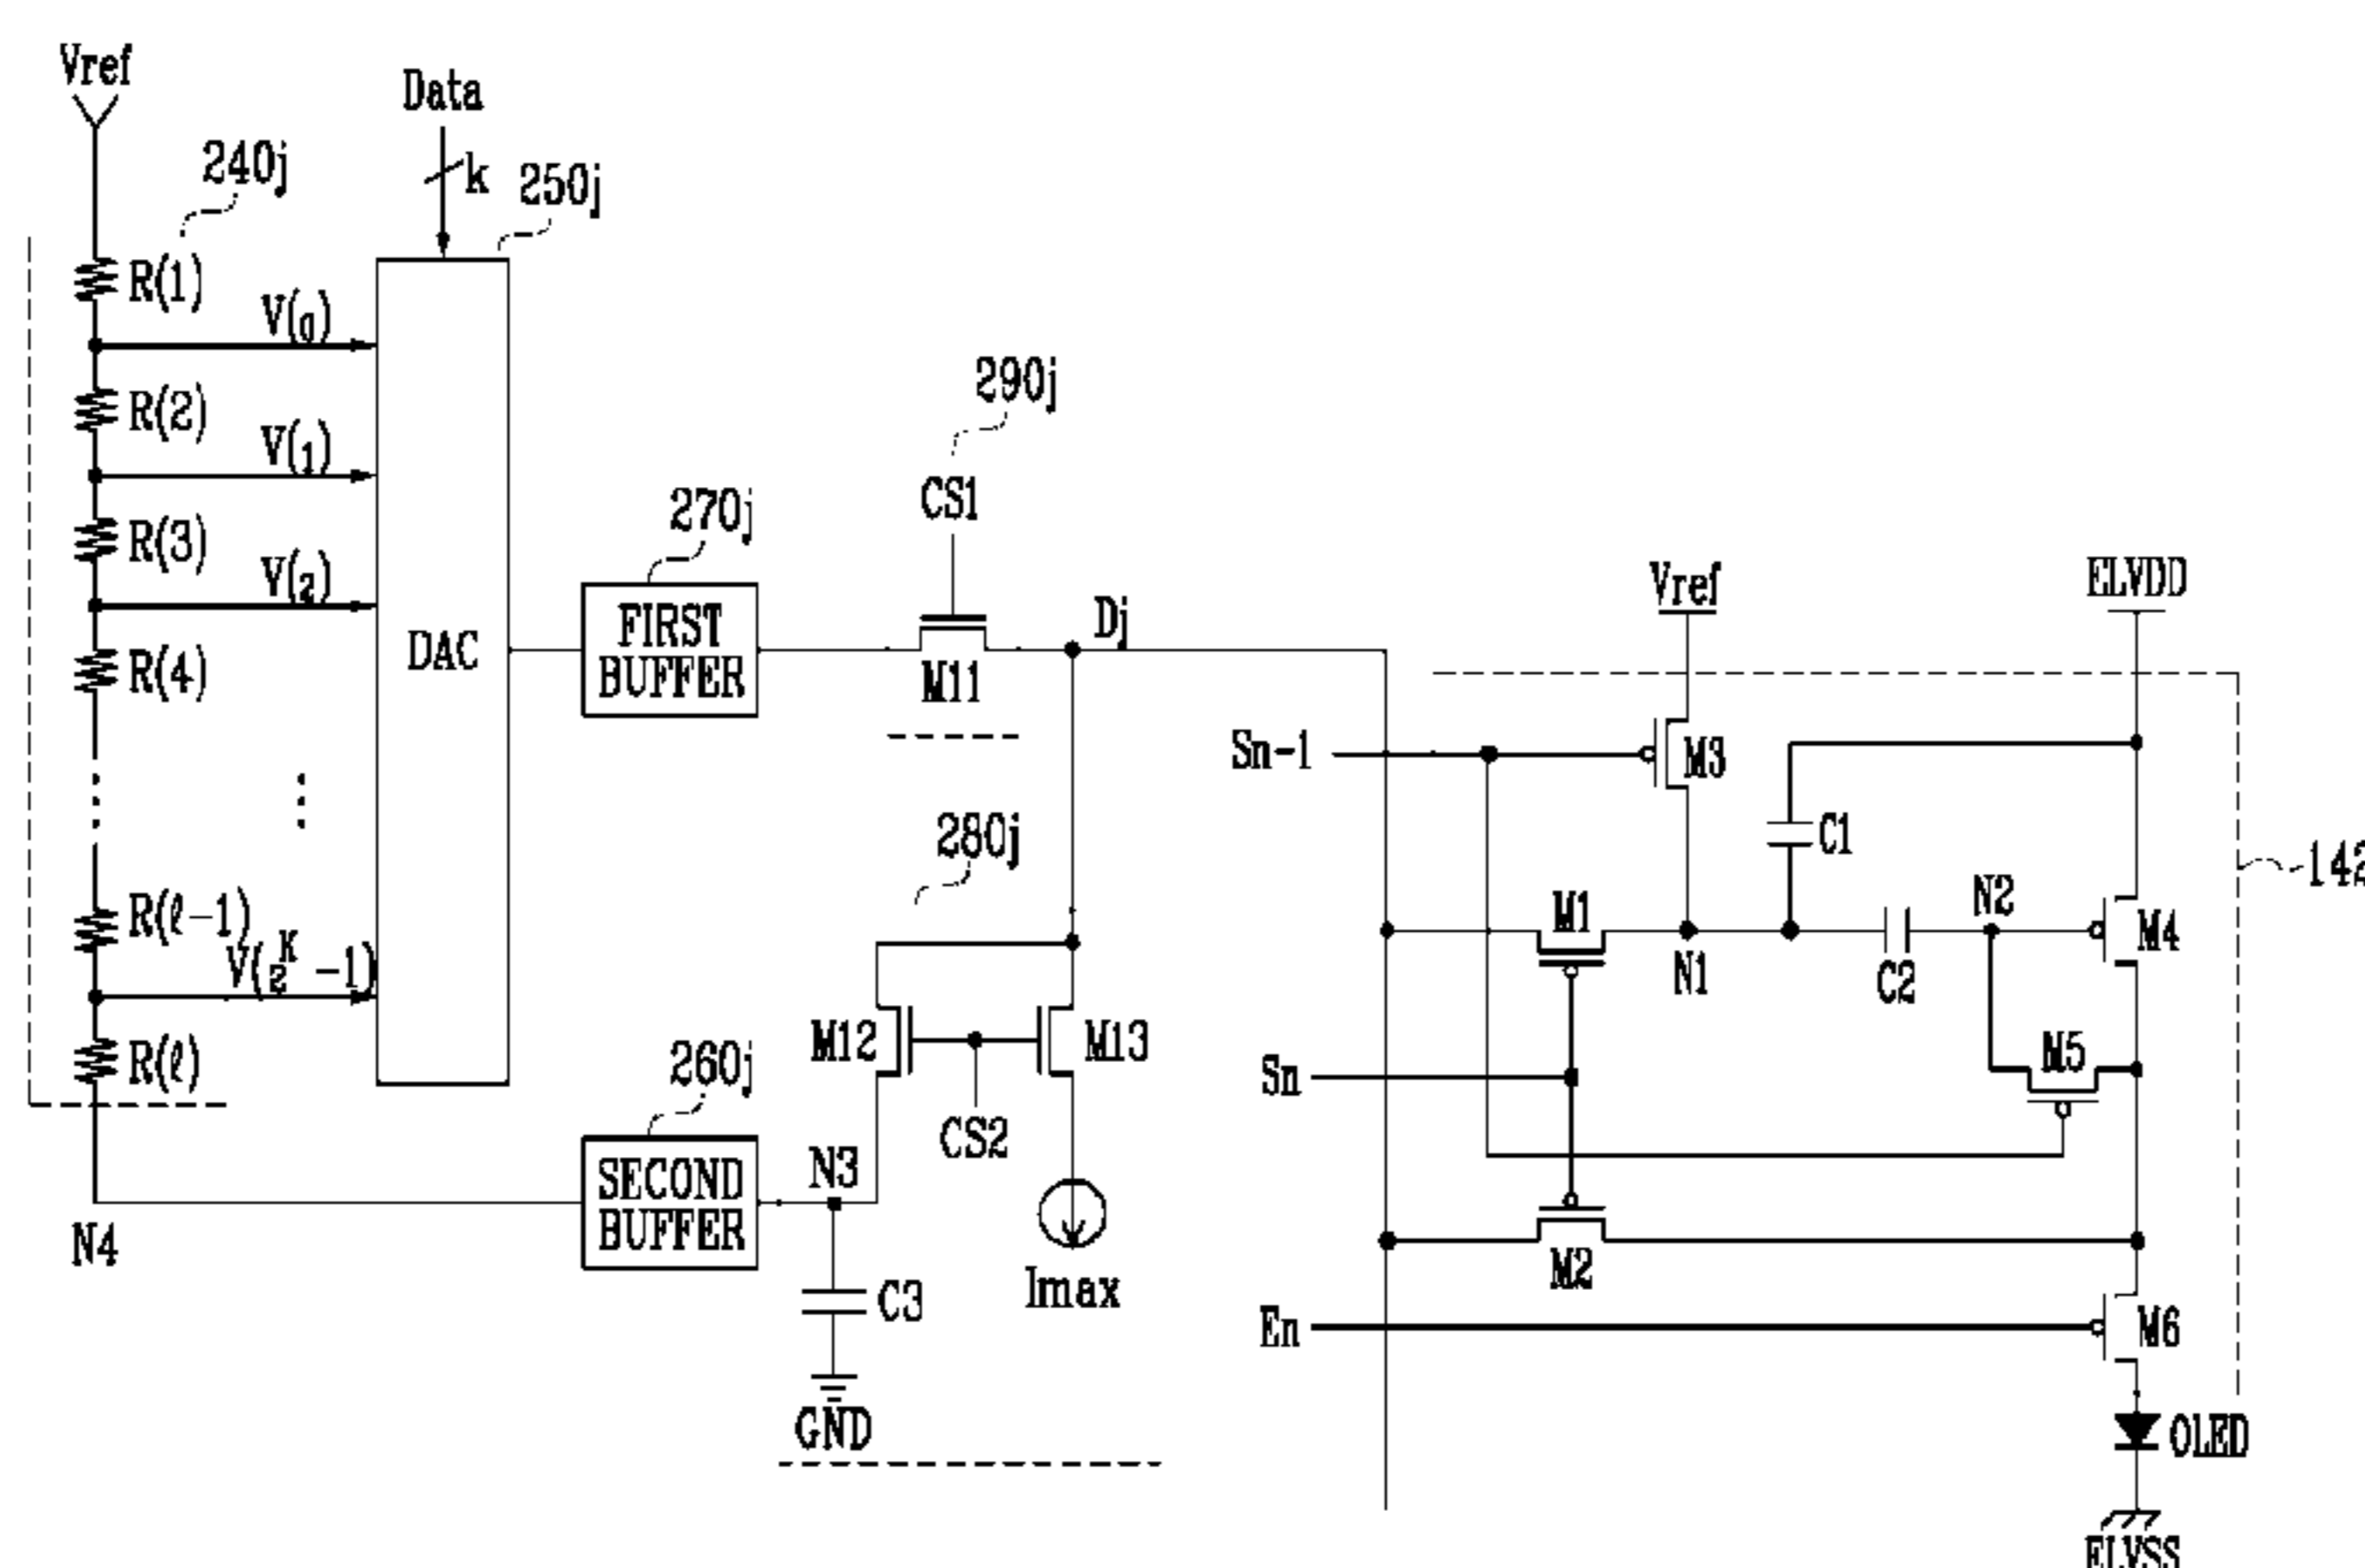 Vref
Data
240j
k
250j
R(1)
V(0)
290j
R(2)
V(1)
CS1
270j
R(3)
V(2)
Vref
ELVDD
FIRST
BUFFER
Dj
DAC
R(4)
M11
Sn-1
M3
280j
C1
142
R(ℓ-1)
M1
N2
M4
V(2^K -1)
N1
C2
M12
M13
M5
R(ℓ)
260j
Sn
CS2
SECOND
BUFFER
N3
N4
M2
Imax
C3
En
M6
GND
OLED
ELVSS